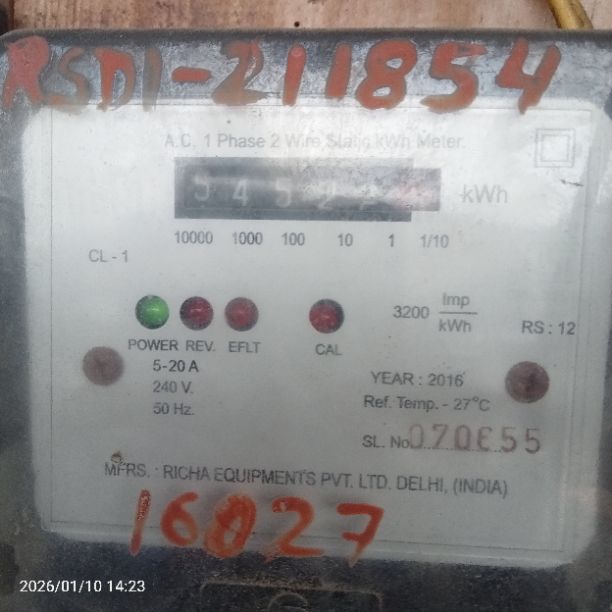 RSD1-211854
A.C. 1 Phase 2 Wire Static kWh Meter.
kWh
10000 1000 100 10 1 1/10
CL - 1
3200 Imp/kWh
RS : 12
POWER REV. EFLT CAL
5-20 A
240 V.
50 Hz.
YEAR : 2016
Ref. Temp. - 27°C
SL. No.
MFRS. : RICHA EQUIPMENTS PVT. LTD. DELHI, (INDIA)
16027
2026/01/10 14:23